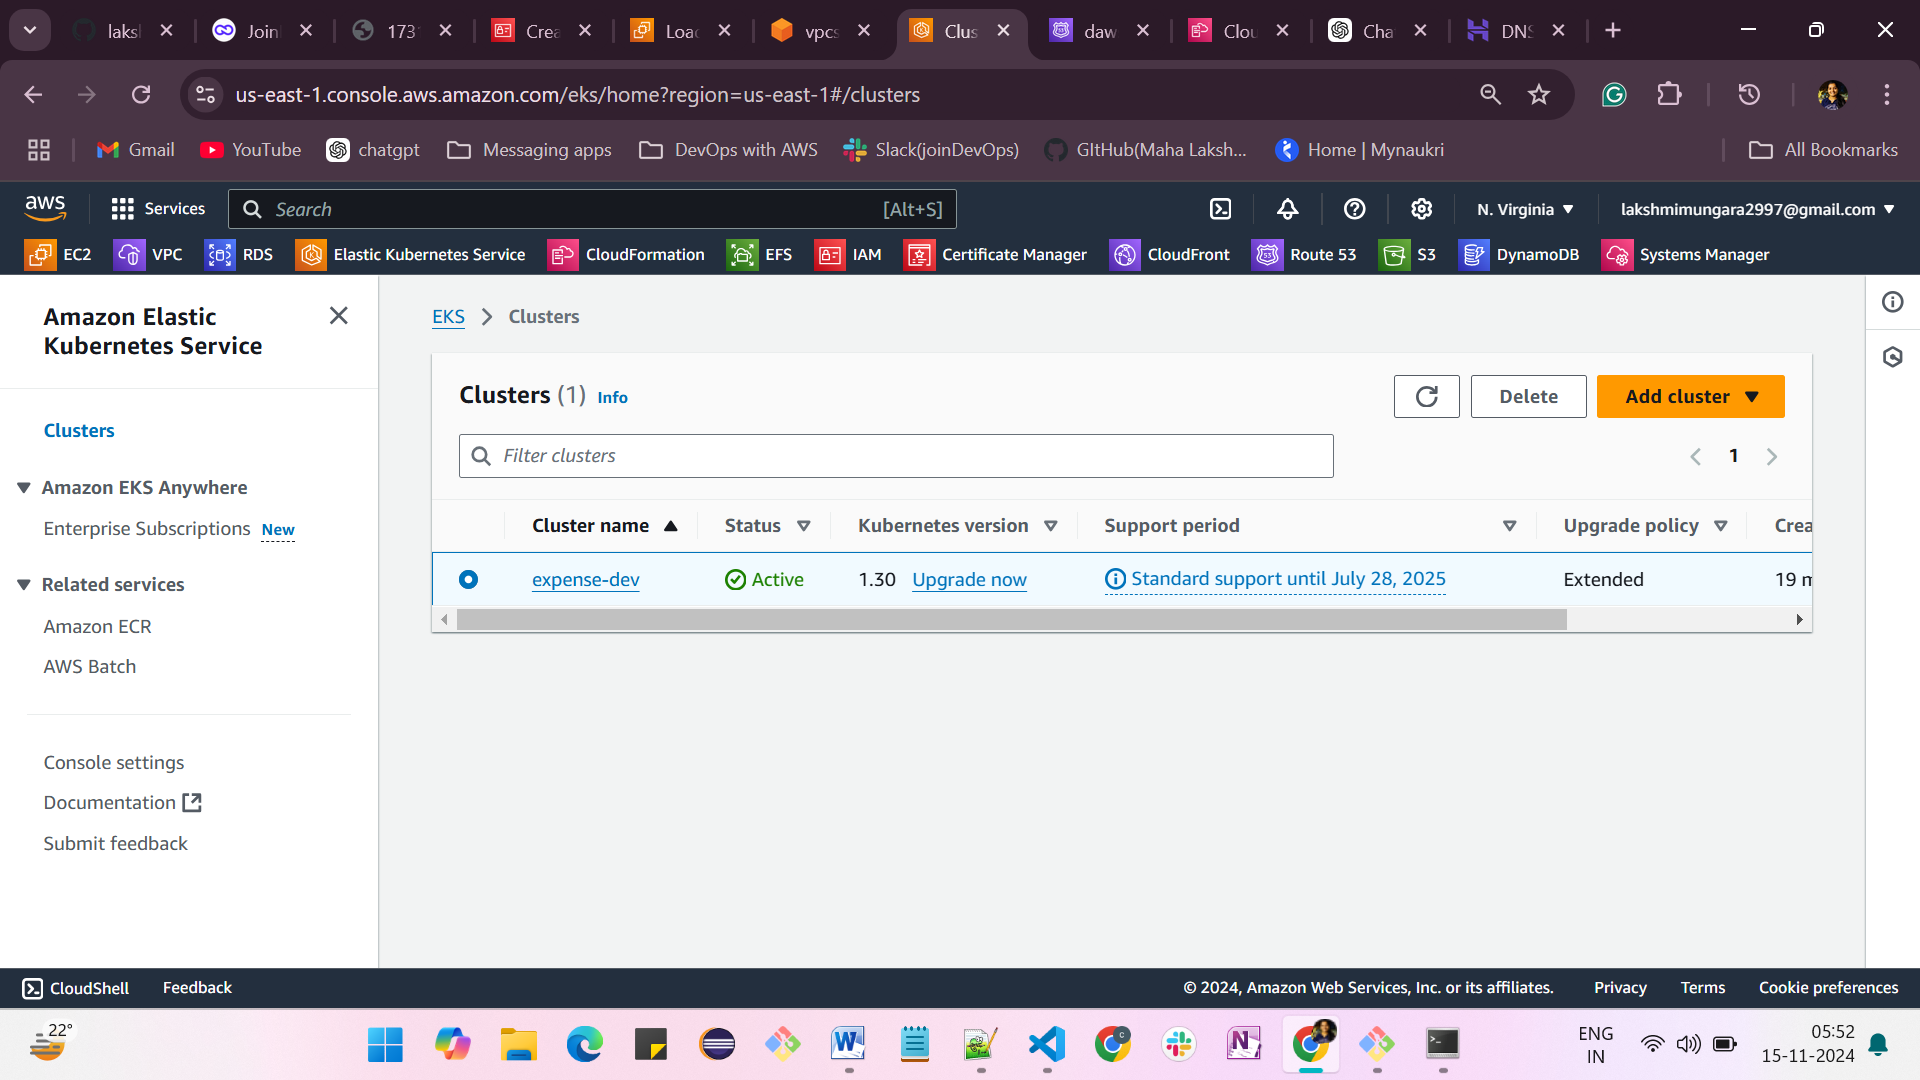 laksl
Join
173
Crea
Load
vpcs
Clus
daw
Clou
Cha
DNS
us-east-1.console.aws.amazon.com/eks/home?region=us-east-1#/clusters
Gmail
YouTube
chatgpt
Messaging apps
DevOps with AWS
Slack(joinDevOps)
GItHub(Maha Laksh...
Home | Mynaukri
All Bookmarks
aws
Services
Search
[Alt+S]
N. Virginia
lakshmimungara2997@gmail.com
EC2
VPC
RDS
Elastic Kubernetes Service
CloudFormation
EFS
IAM
Certificate Manager
CloudFront
Route 53
S3
DynamoDB
Systems Manager
Amazon Elastic
Kubernetes Service
Clusters
Amazon EKS Anywhere
Enterprise Subscriptions New
Related services
Amazon ECR
AWS Batch
Console settings
Documentation
Submit feedback
EKS
Clusters
Clusters (1) Info
Delete
Add cluster
Filter clusters
1
Cluster name
Status
Kubernetes version
Support period
Upgrade policy
Crea
expense-dev
Active
1.30 Upgrade now
Standard support until July 28, 2025
Extended
19 m
CloudShell
Feedback
© 2024, Amazon Web Services, Inc. or its affiliates.
Privacy
Terms
Cookie preferences
22°
ENG
IN
05:52
15-11-2024